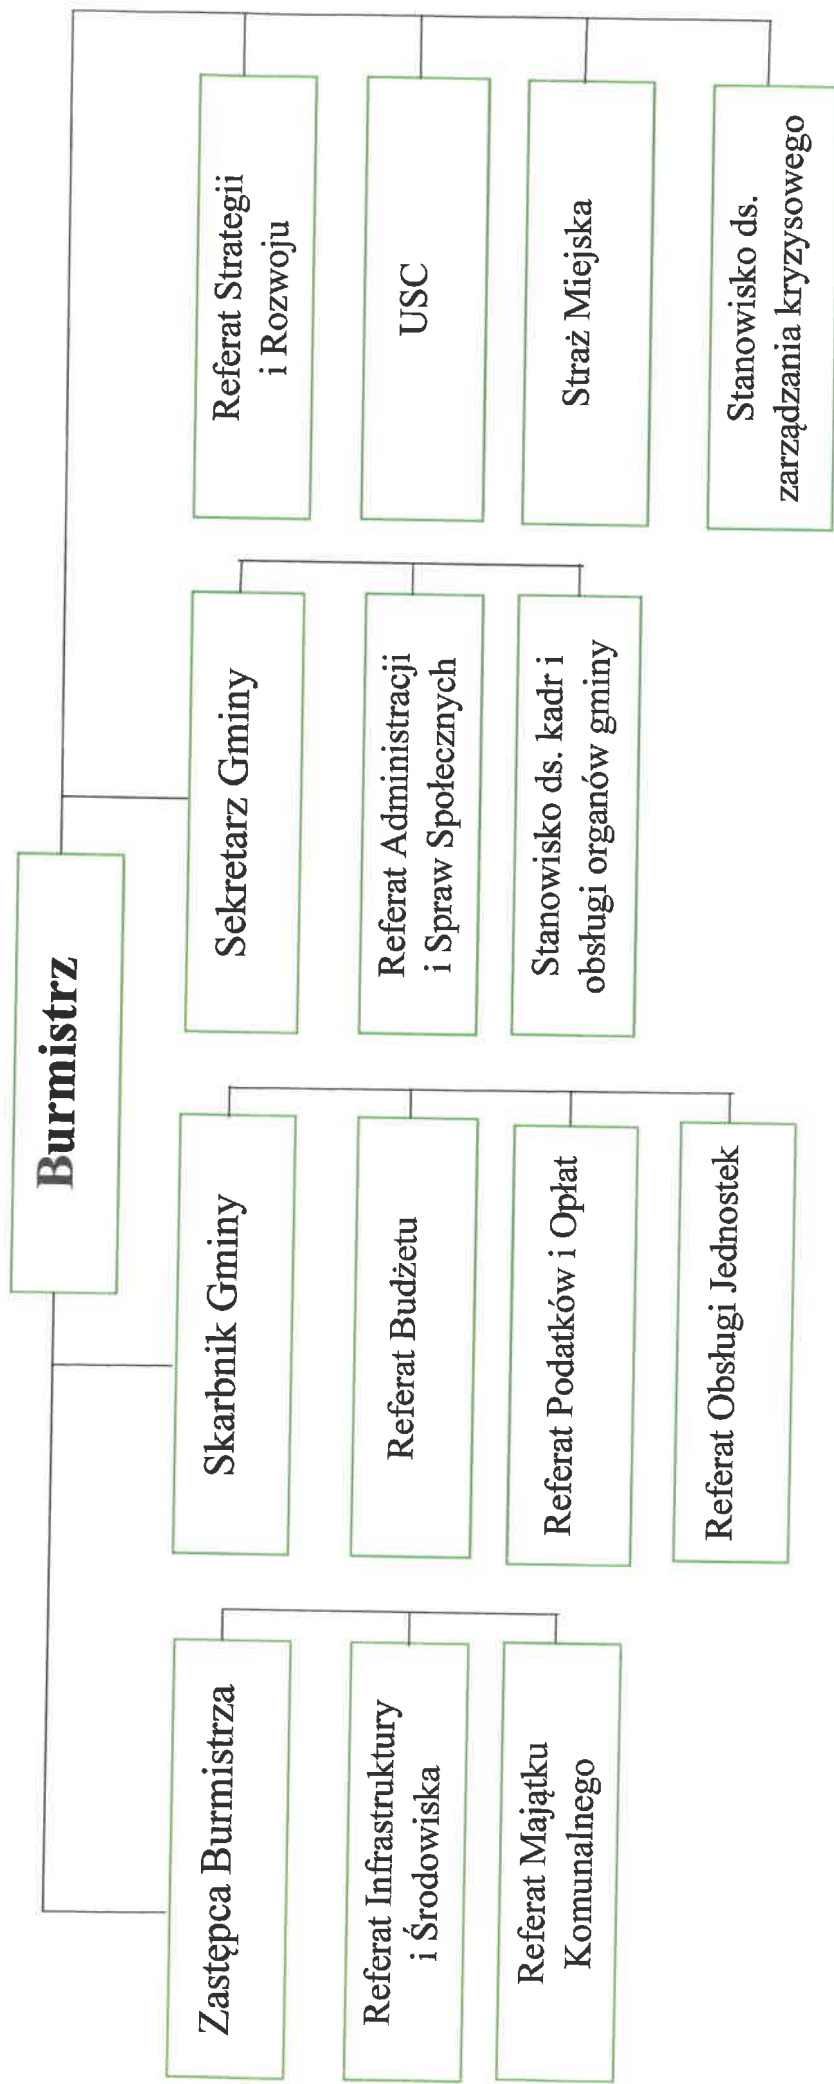 Burmistrz
Zastępca Burmistrza
Referat Infrastruktury
i Środowiska
Referat Majątku
Komunalnego
Skarbnik Gminy
Referat Budżetu
Referat Podatków i Opłat
Referat Obsługi Jednostek
Sekretarz Gminy
Referat Administracji
i Spraw Społecznych
Stanowisko ds. kadr i
obsługi organów gminy
Referat Strategii
i Rozwoju
USC
Straż Miejska
Stanowisko ds.
zarządzania kryzysowego